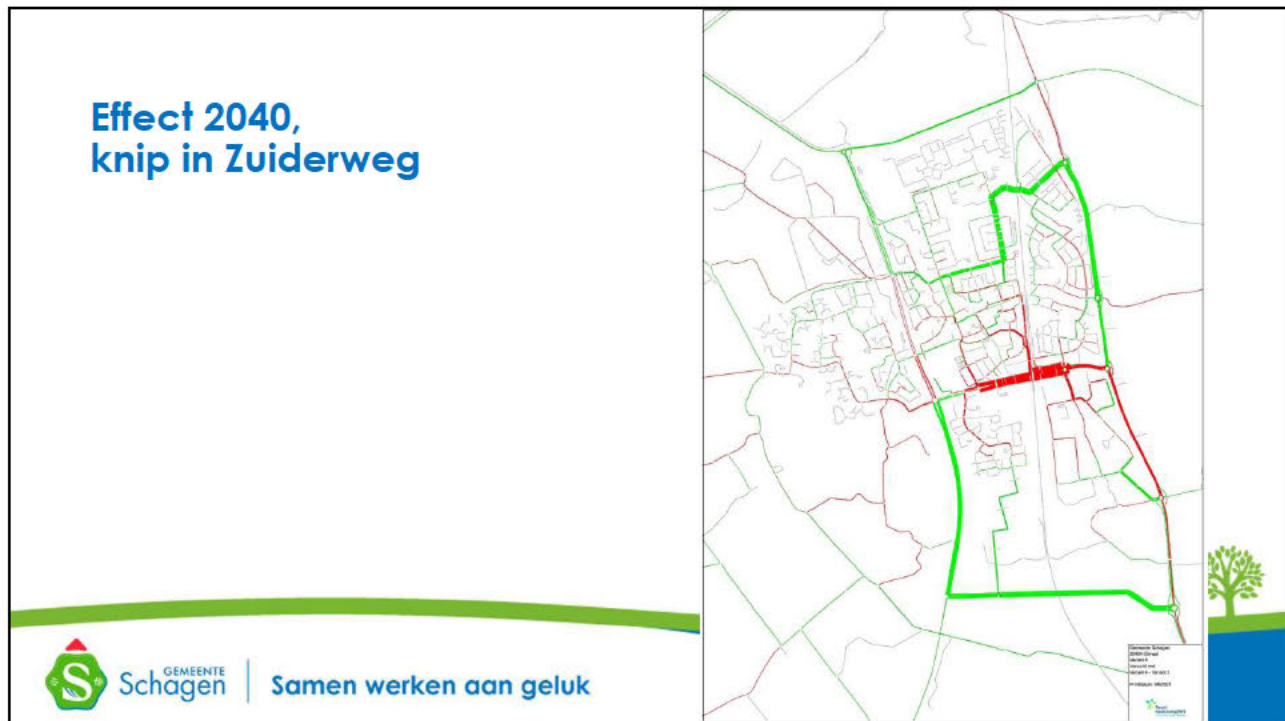 Effect 2040,
knip in Zuiderweg
GEMEENTE
Schagen
Samen werken aan geluk
Gemeente Schagen